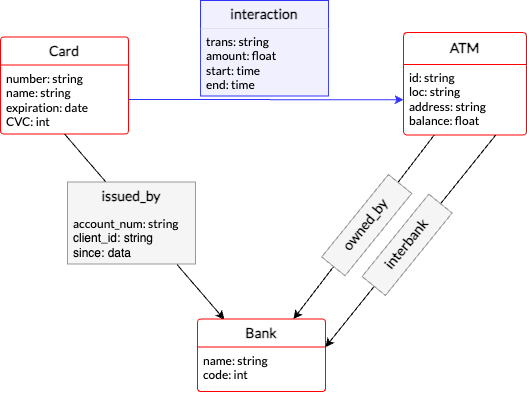 interaction
trans: string
amount: float
start: time
end: time
Card
number: string
name: string
expiration: date
CVC: int
ATM
id: string
loc: string
address: string
balance: float
issued_by
account_num: string
client_id: string
since: data
owned_by
interbank
Bank
name: string
code: int